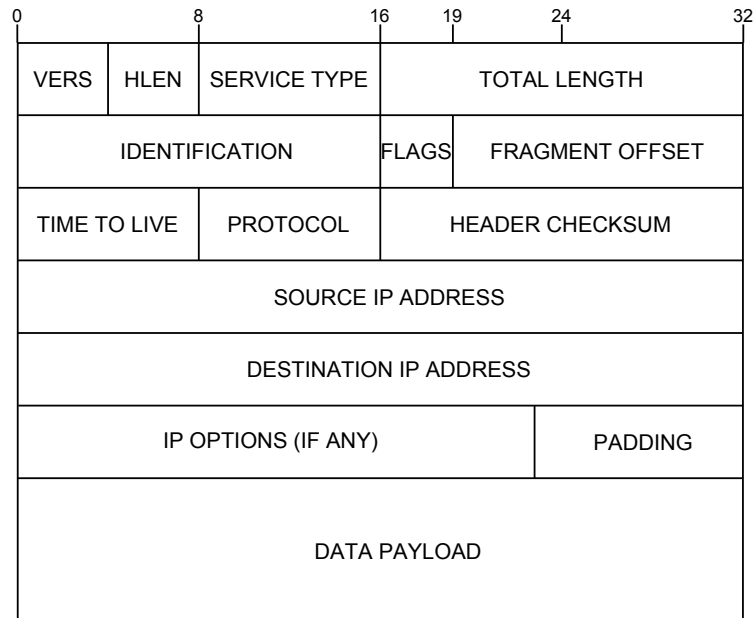 0 8 16 19 24 32
VERS HLEN SERVICE TYPE TOTAL LENGTH
IDENTIFICATION FLAGS FRAGMENT OFFSET
TIME TO LIVE PROTOCOL HEADER CHECKSUM
SOURCE IP ADDRESS
DESTINATION IP ADDRESS
IP OPTIONS (IF ANY) PADDING
DATA PAYLOAD